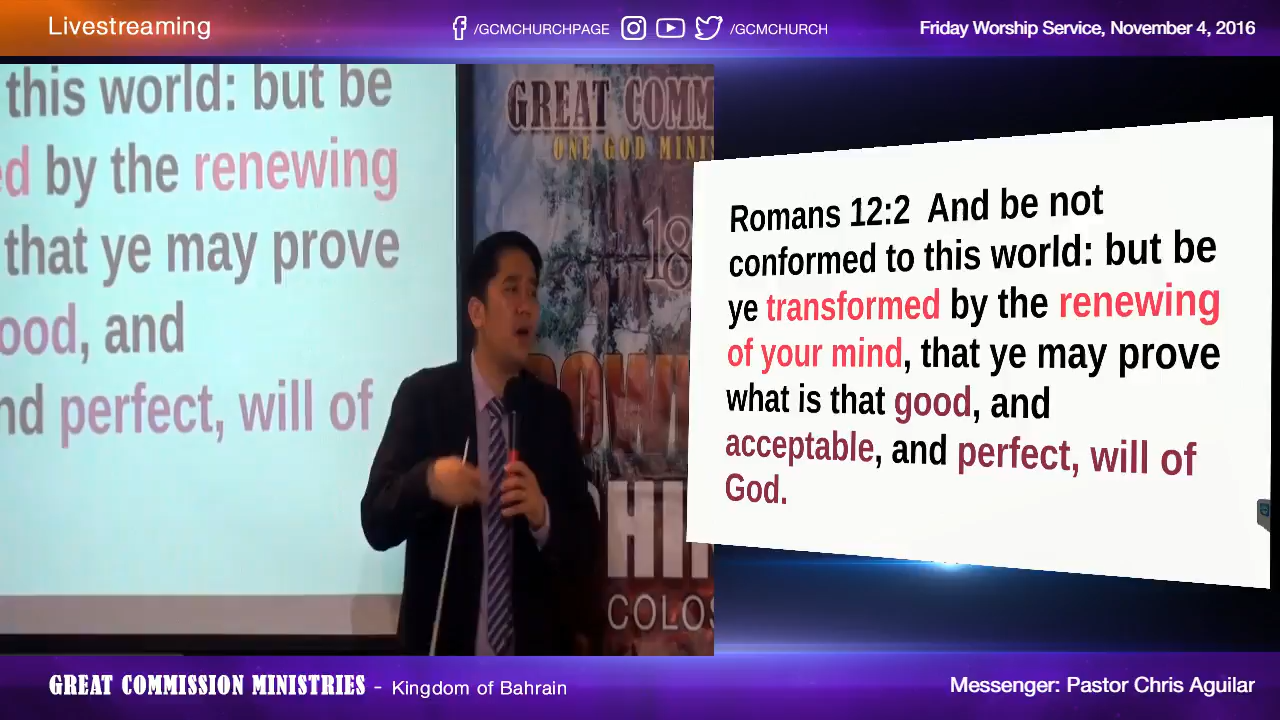 Livestreaming
/GCMCHURCHPAGE
/GCMCHURCH
Friday Worship Service, November 4, 2016
this world: but be
ed by the renewing
that ye may prove
ood, and
nd perfect, will of
GREAT COMM
ONE GOD MINIS
18
HIM
COLOS
Romans 12:2 And be not
conformed to this world: but be
ye transformed by the renewing
of your mind, that ye may prove
what is that good, and
acceptable, and perfect, will of
God.
GREAT COMMISSION MINISTRIES - Kingdom of Bahrain
Messenger: Pastor Chris Aguilar